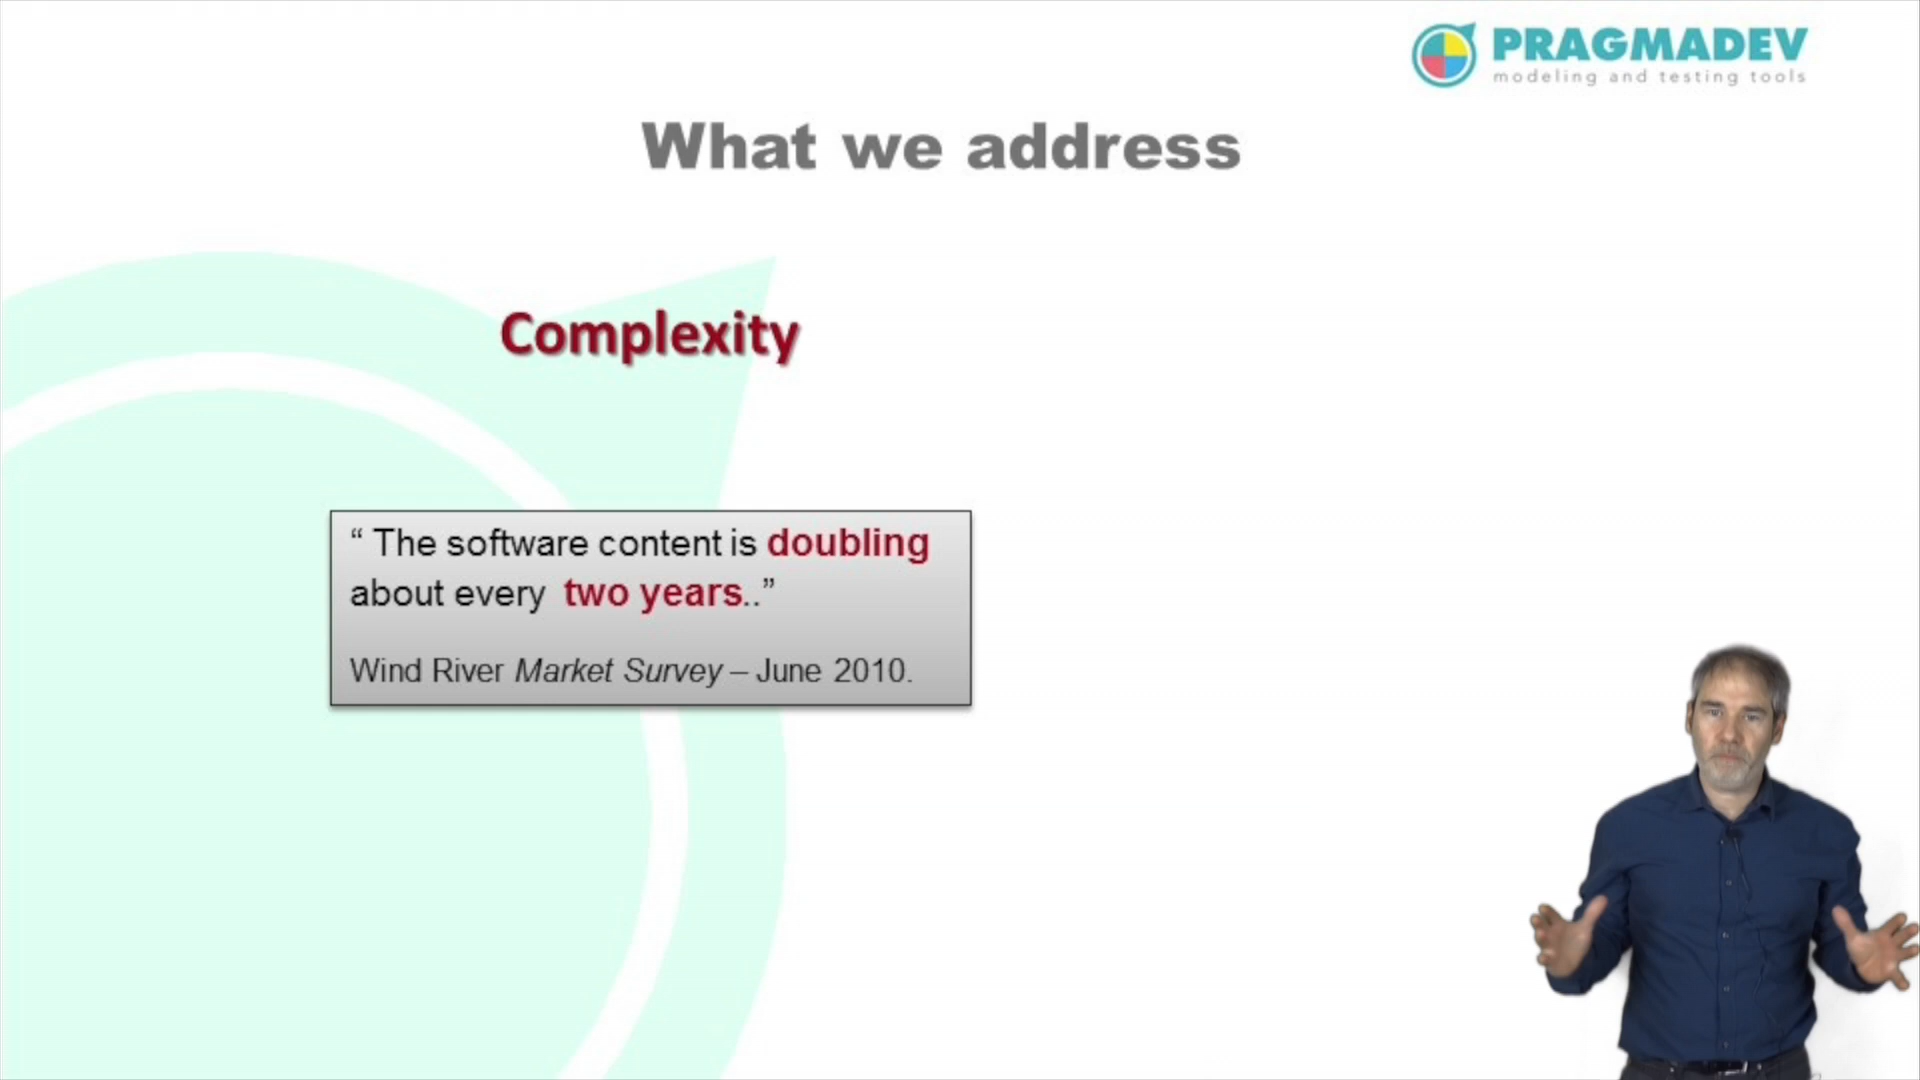 PRAGMADEV
modeling and testing tools
What we address
Complexity
“ The software content is doubling
about every two years..”
Wind River Market Survey – June 2010.